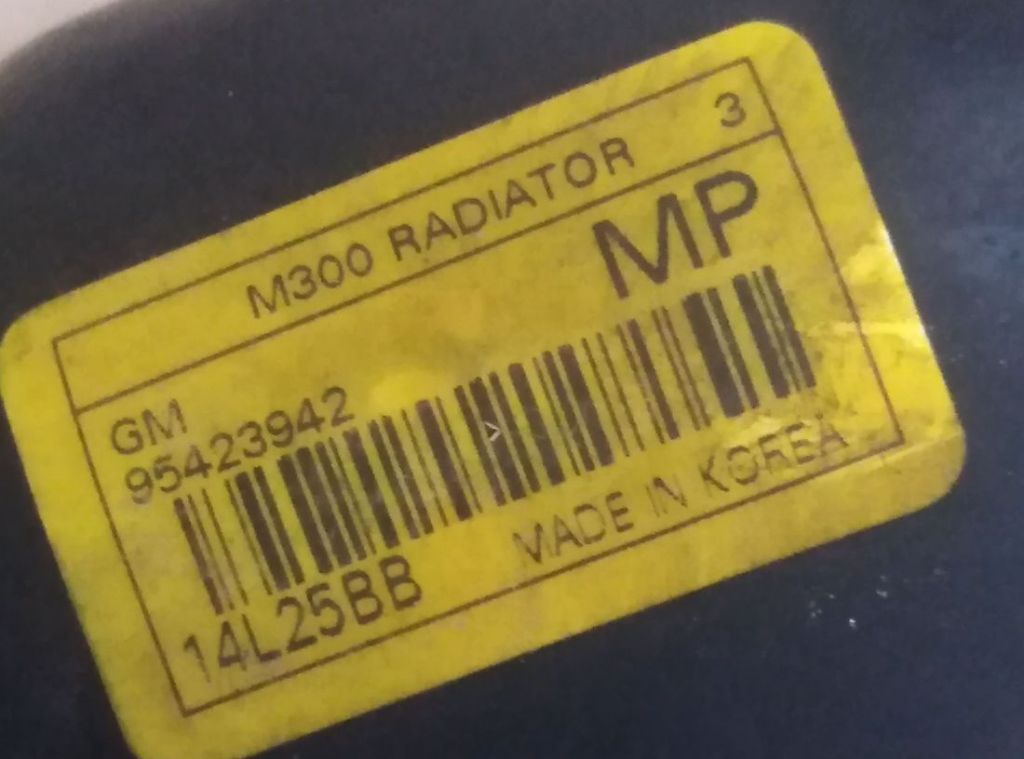 M300 RADIATOR 3
MP
GM
95423942
14L25BB
MADE IN KOREA